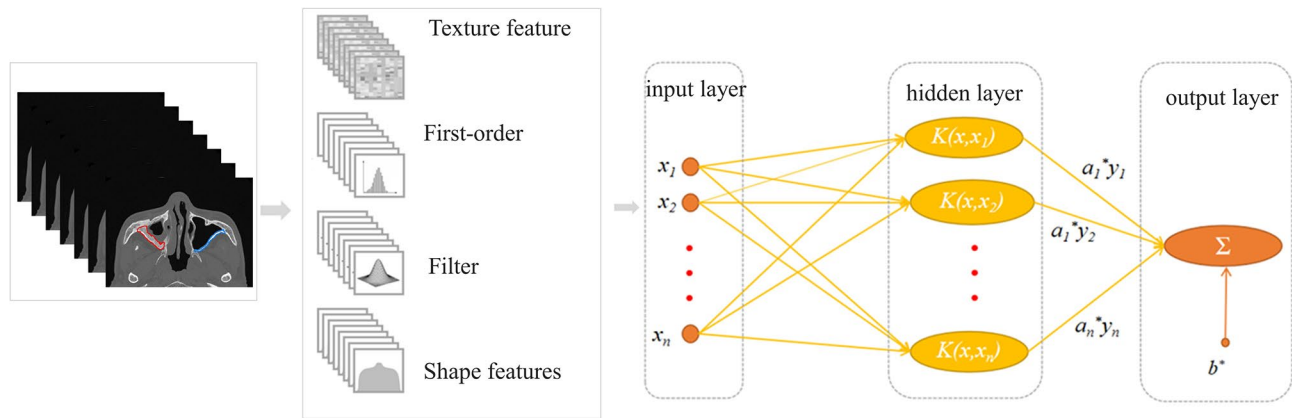 Texture feature
First-order
Filter
Shape features
input layer
x₁
x₂
xₙ
hidden layer
K(x,x₁)
K(x,x₂)
K(x,xₙ)
a₁*y₁
a₁*y₂
aₙ*yₙ
output layer
Σ
b*